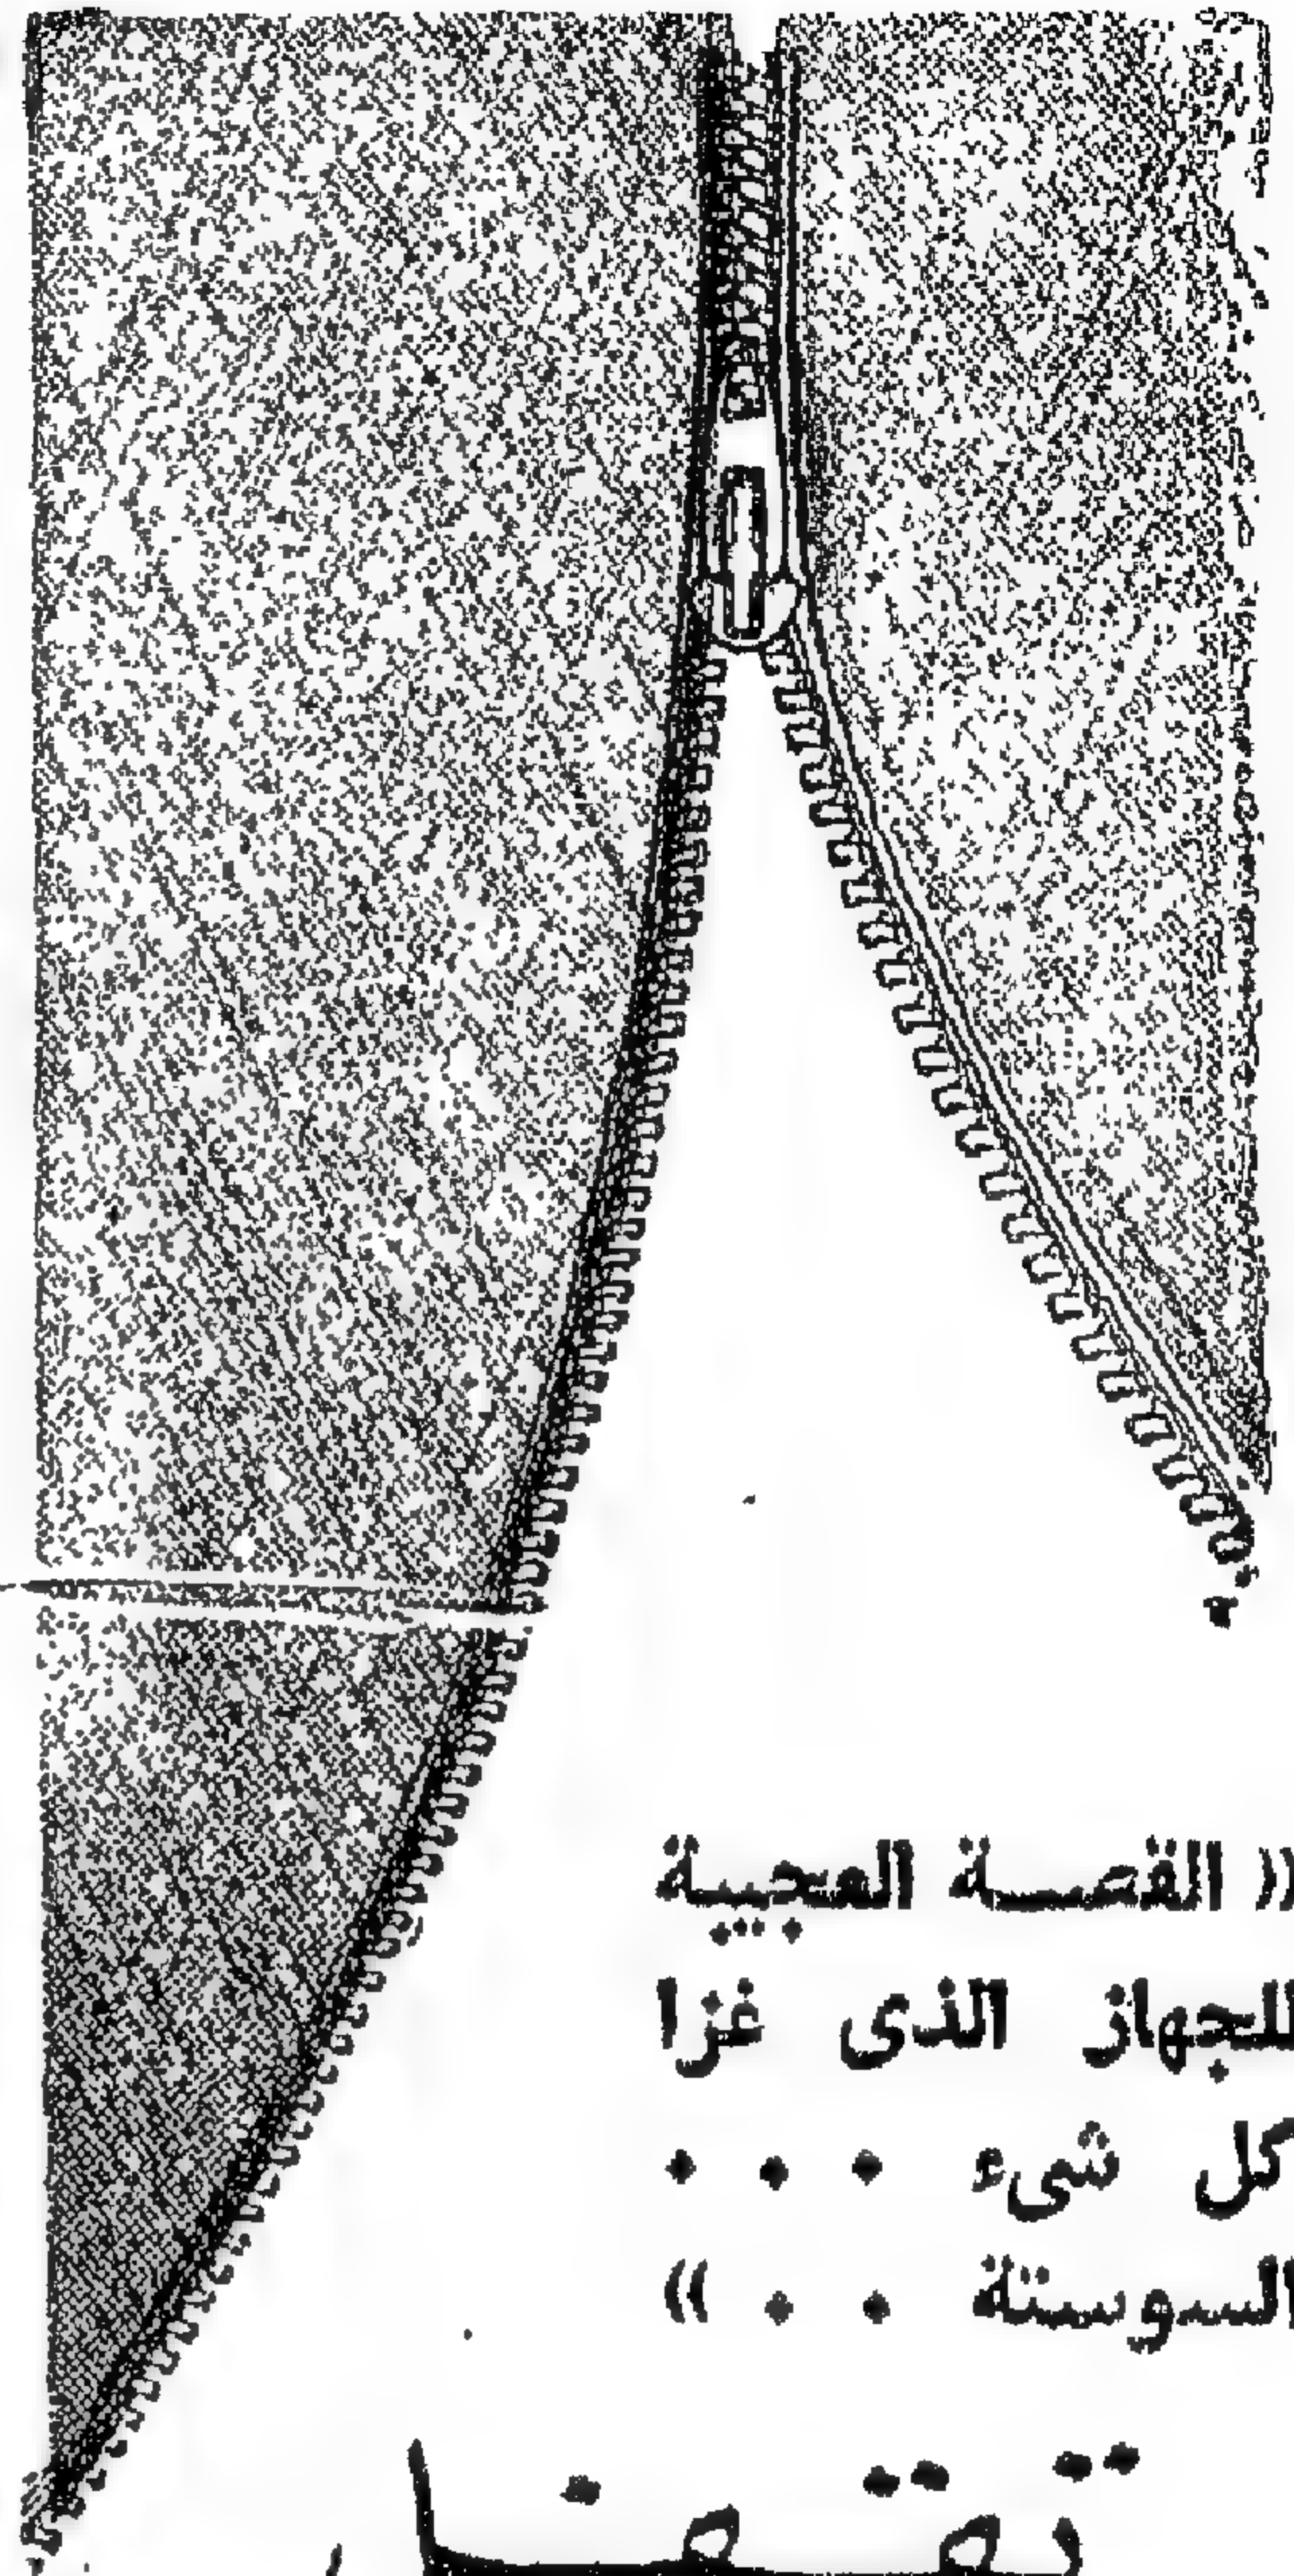 « القصة العجيبة
للجهاز الذى غزا
كل شىء . . .
السوستة . . »